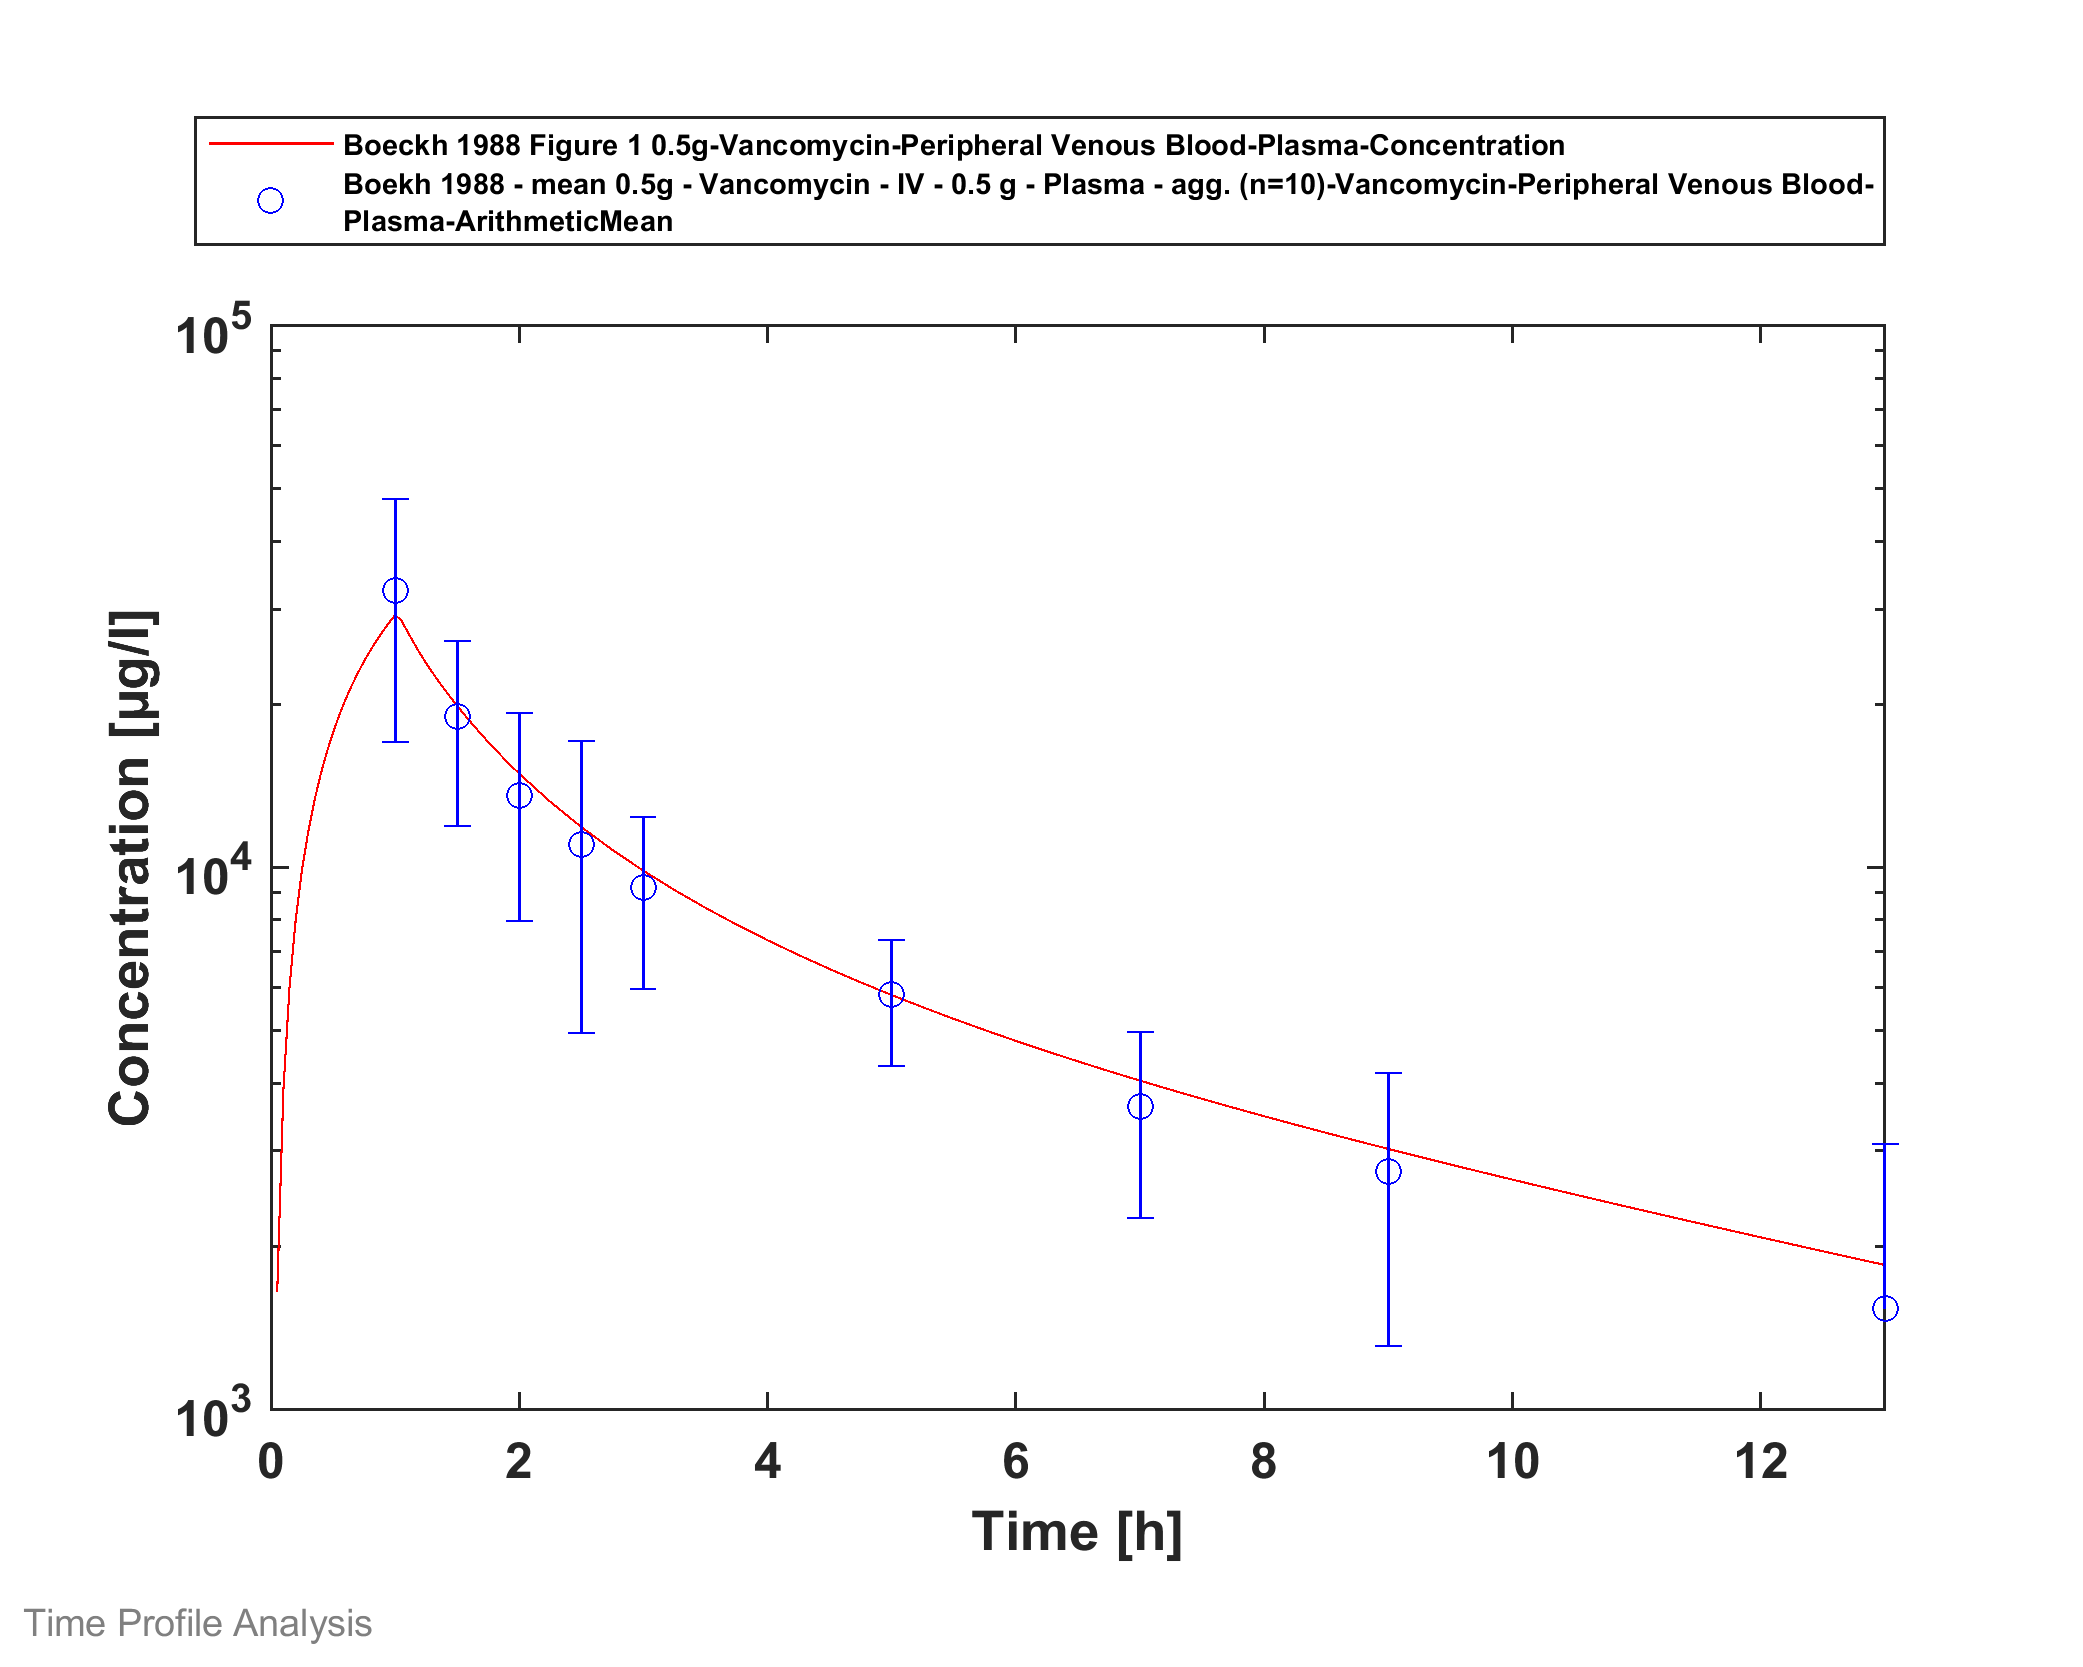 Boeckh 1988 Figure 1 0.5g-Vancomycin-Peripheral Venous Blood-Plasma-Concentration
Boekh 1988 - mean 0.5g - Vancomycin - IV - 0.5 g - Plasma - agg. (n=10)-Vancomycin-Peripheral Venous Blood-
Plasma-ArithmeticMean
10^5
10^4
10^3
Concentration [µg/l]
0 2 4 6 8 10 12
Time [h]
Time Profile Analysis